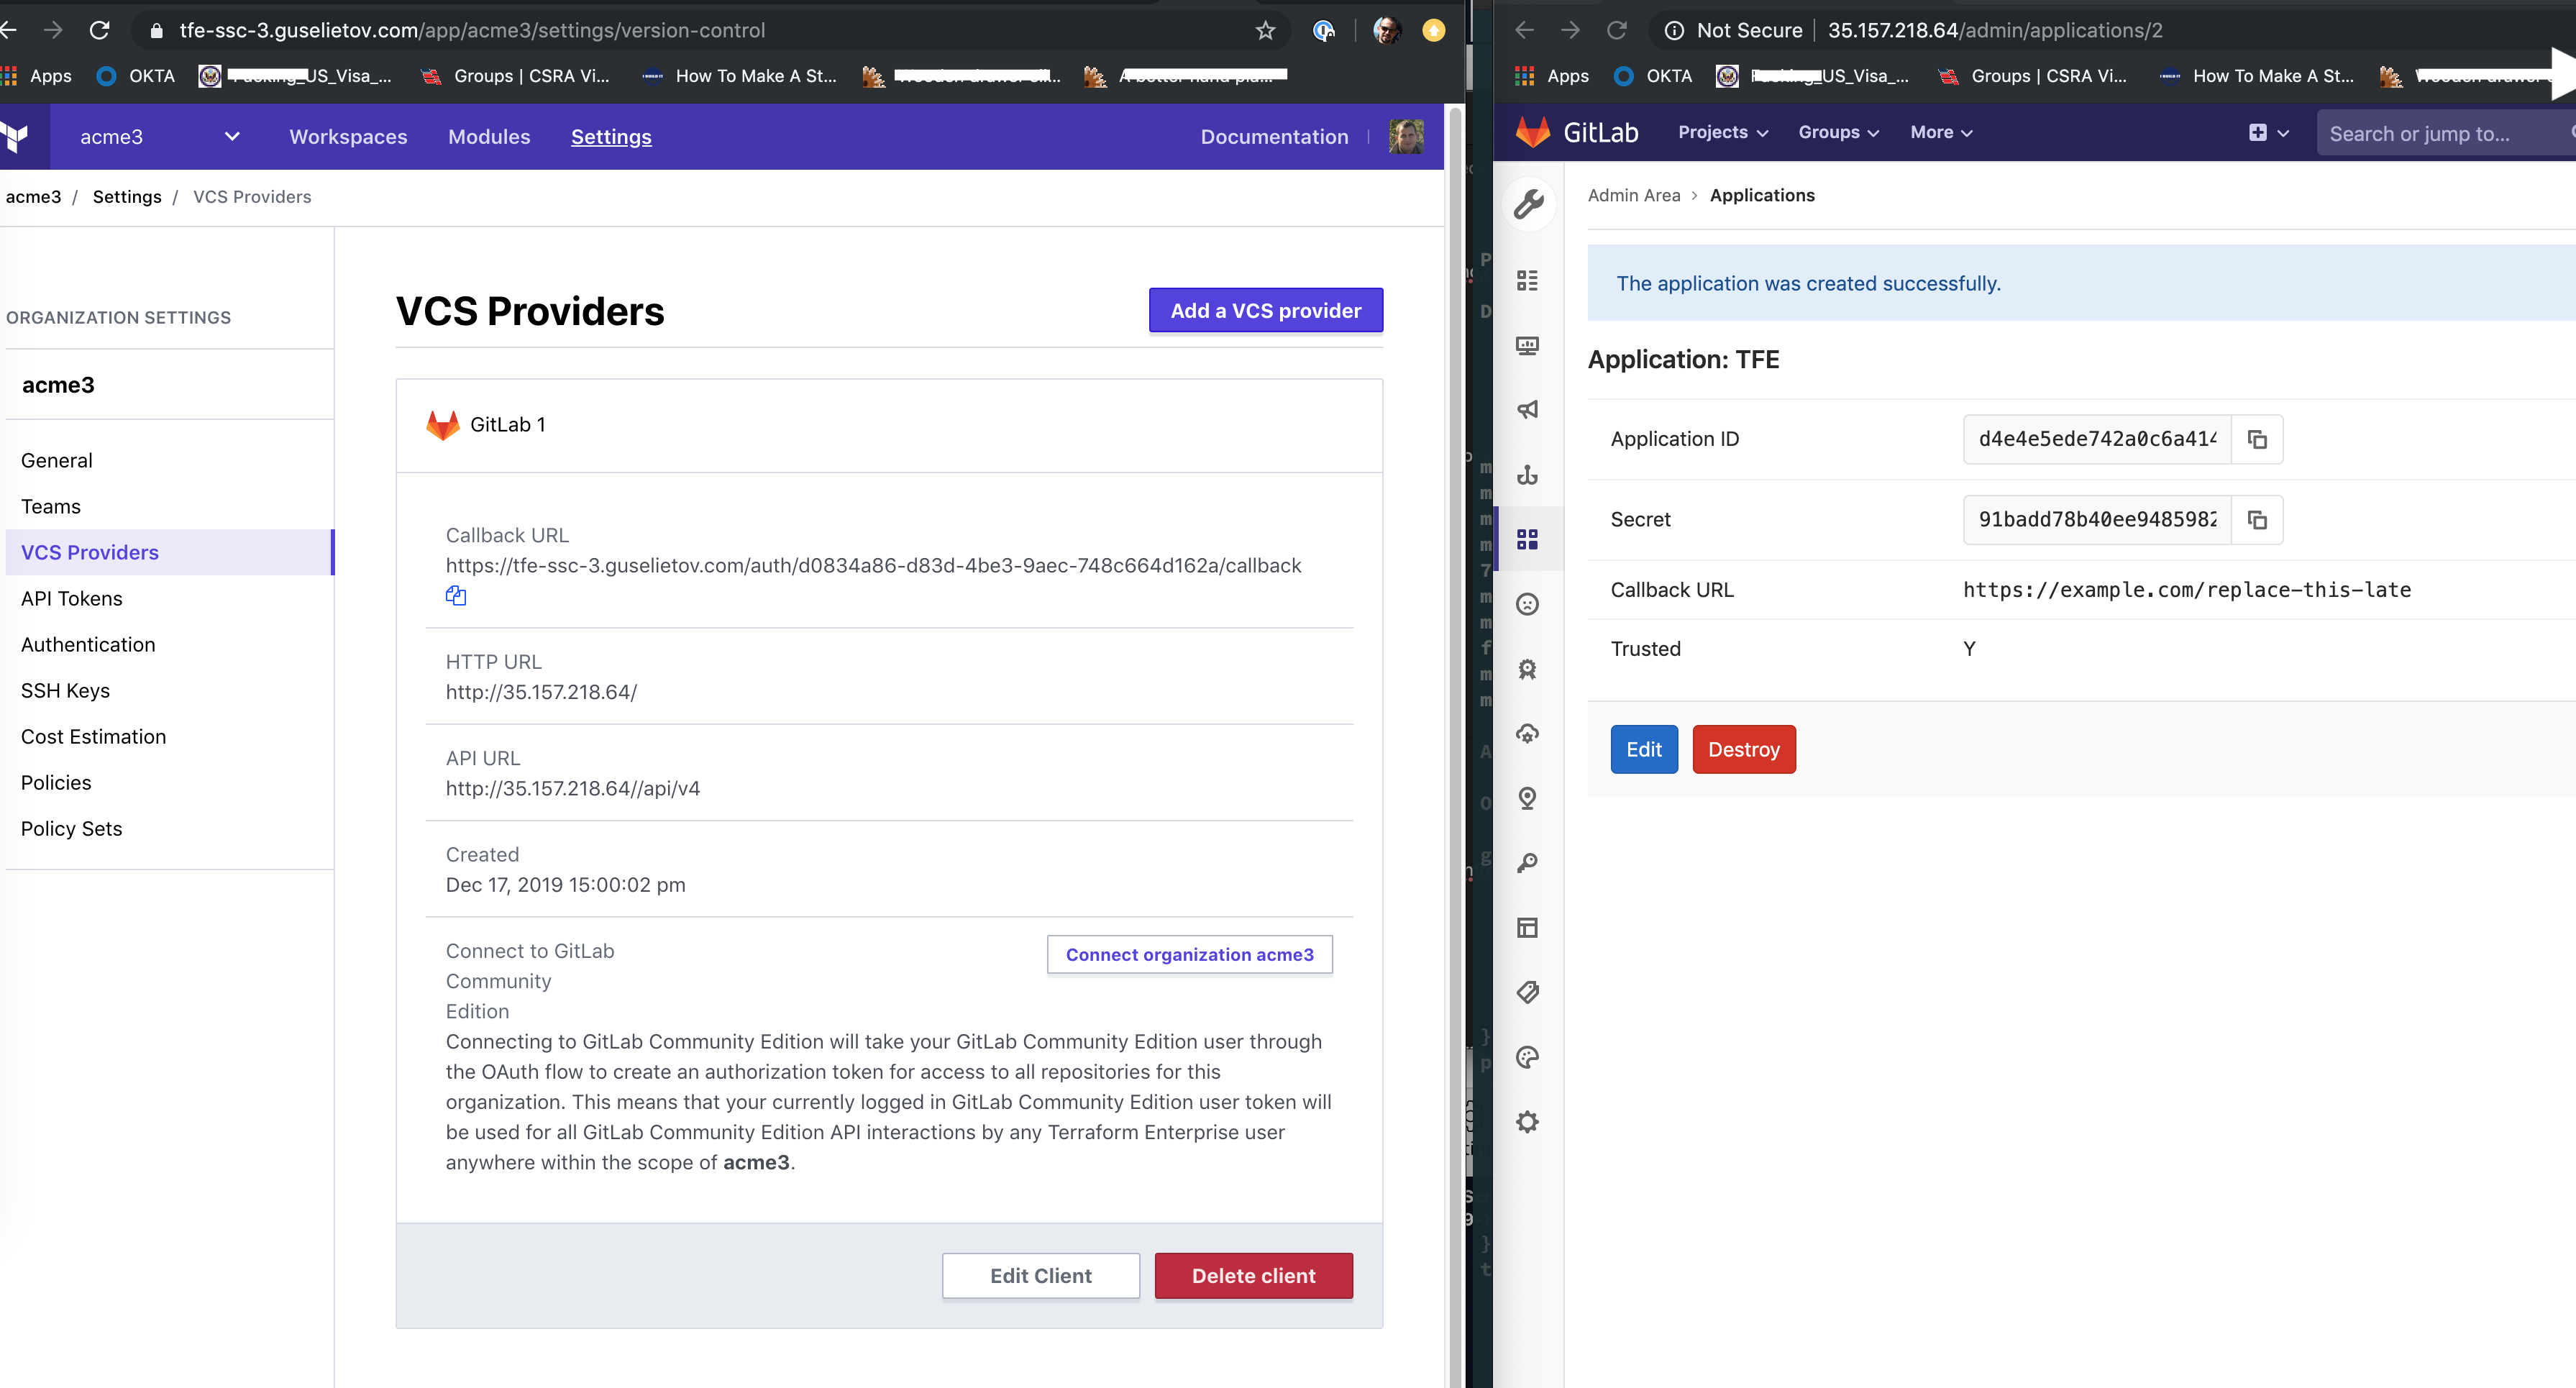 tfe-ssc-3.guselietov.com/app/acme3/settings/version-control
Apps
OKTA
US_Visa_...
Groups | CSRA Vi...
How To Make A St...
acme3
Workspaces
Modules
Settings
Documentation
acme3 / Settings / VCS Providers
ORGANIZATION SETTINGS
acme3
General
Teams
VCS Providers
API Tokens
Authentication
SSH Keys
Cost Estimation
Policies
Policy Sets
VCS Providers
Add a VCS provider
GitLab 1
Callback URL
https://tfe-ssc-3.guselietov.com/auth/d0834a86-d83d-4be3-9aec-748c664d162a/callback
HTTP URL
http://35.157.218.64/
API URL
http://35.157.218.64//api/v4
Created
Dec 17, 2019 15:00:02 pm
Connect to GitLab
Community
Edition
Connect organization acme3
Connecting to GitLab Community Edition will take your GitLab Community Edition user through
the OAuth flow to create an authorization token for access to all repositories for this
organization. This means that your currently logged in GitLab Community Edition user token will
be used for all GitLab Community Edition API interactions by any Terraform Enterprise user
anywhere within the scope of acme3.
Edit Client
Delete client
Not Secure | 35.157.218.64/admin/applications/2
Apps
OKTA
US_Visa_...
Groups | CSRA Vi...
How To Make A St...
GitLab
Projects
Groups
More
Search or jump to...
Admin Area > Applications
The application was created successfully.
Application: TFE
Application ID
d4e4e5ede742a0c6a414
Secret
91badd78b40ee9485982
Callback URL
https://example.com/replace-this-late
Trusted
Y
Edit
Destroy